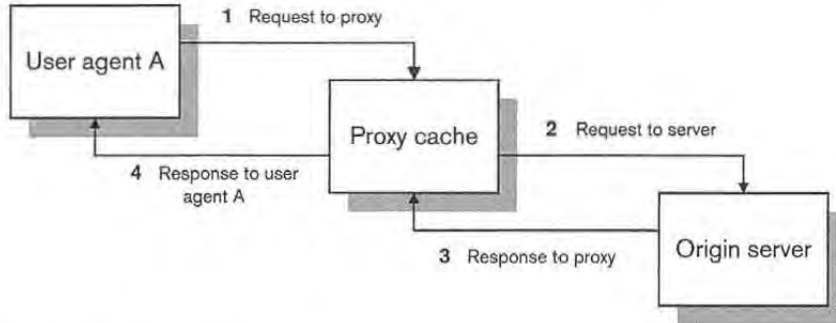 1 Request to proxy
User agent A
Proxy cache
2 Request to server
4 Response to user
agent A
3 Response to proxy
Origin server